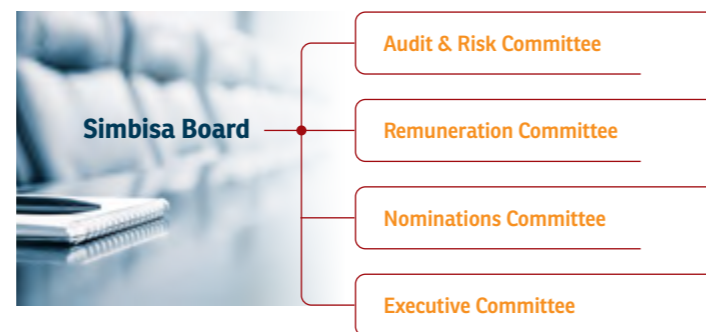 Audit & Risk Committee
Simbisa Board
Remuneration Committee
Nominations Committee
Executive Committee